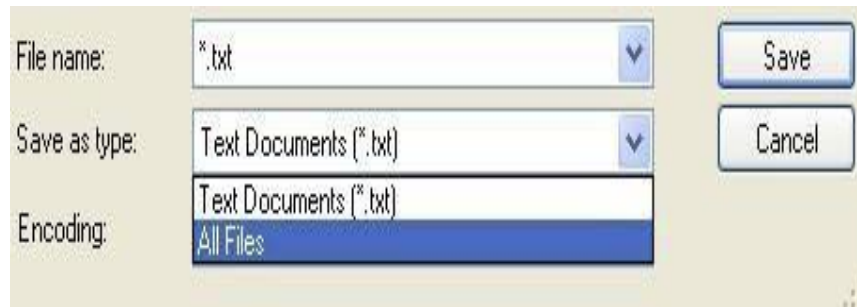 File name: *.txt Save
Save as type: Text Documents (*.txt) Cancel
Text Documents (*.txt)
Encoding: All Files